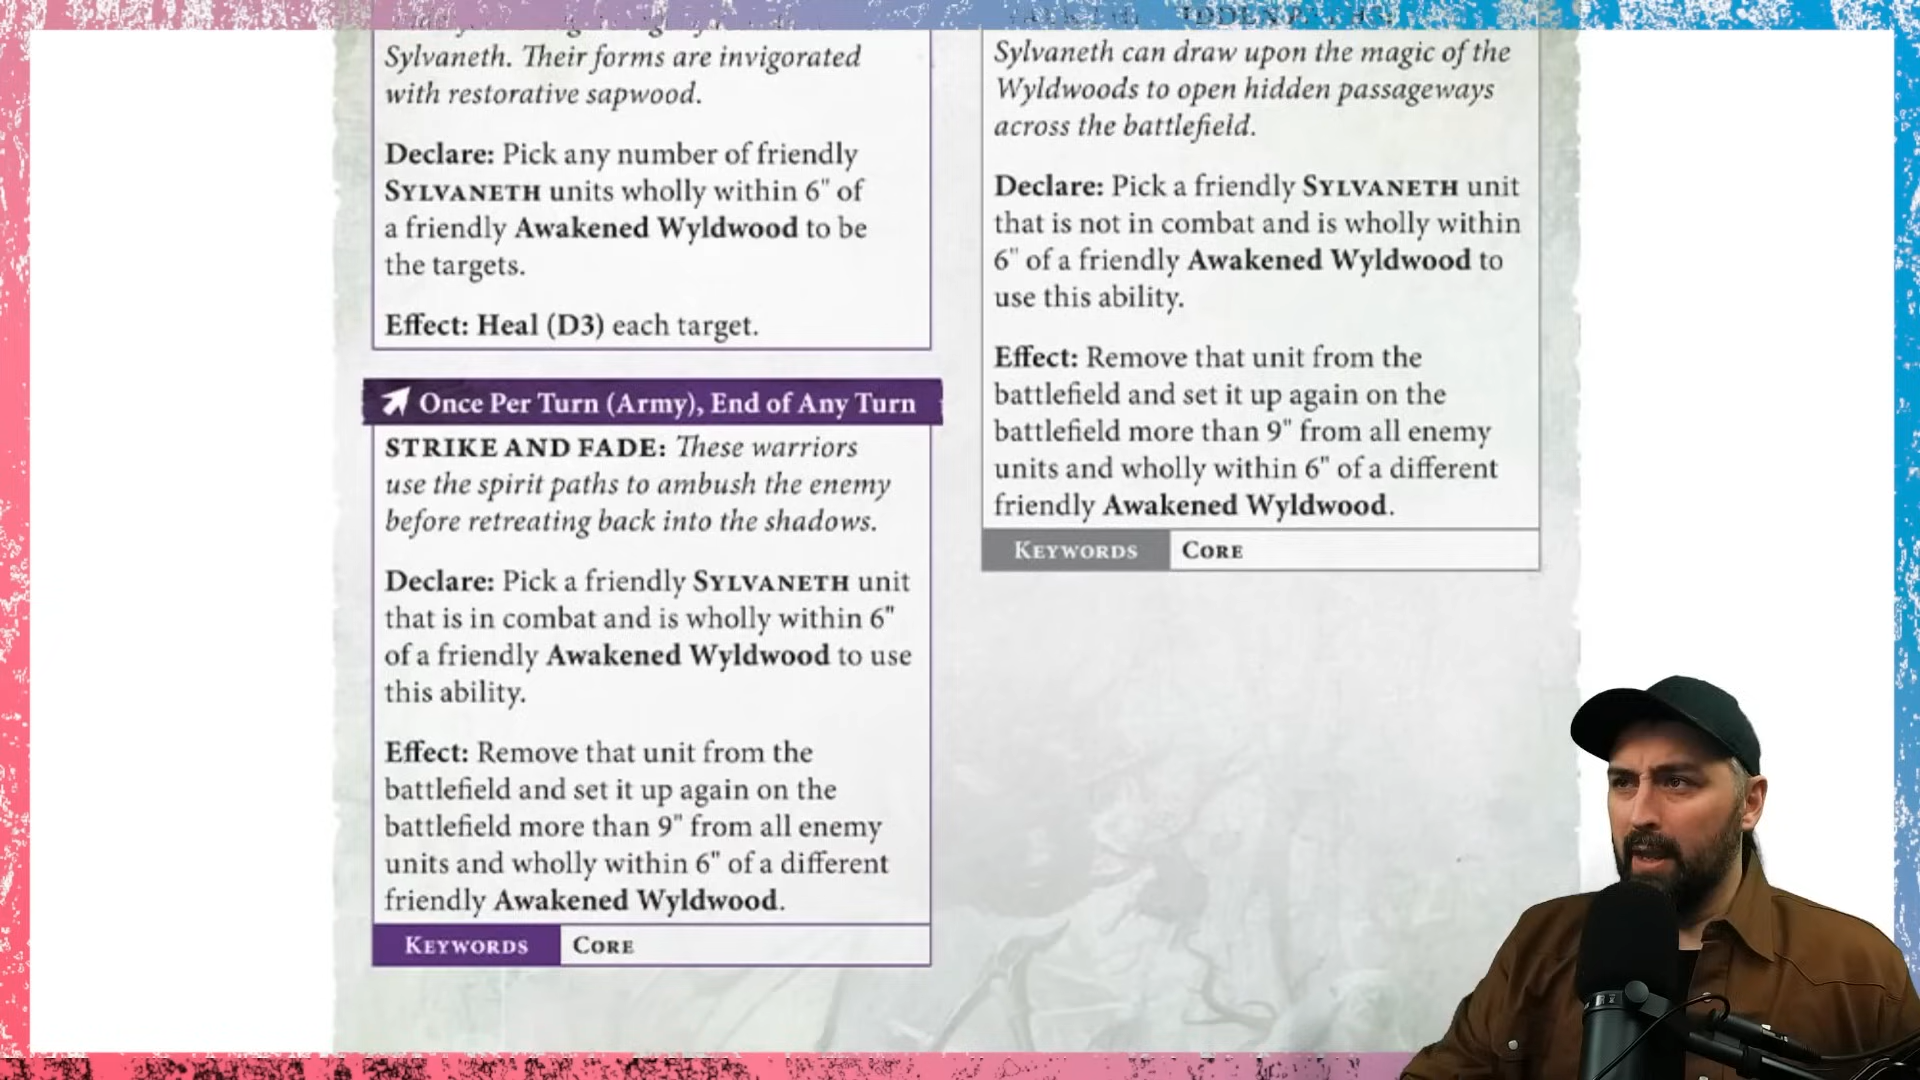 Sylvaneth. Their forms are invigorated
with restorative sapwood.
Declare: Pick any number of friendly
SYLVANETH units wholly within 6" of
a friendly Awakened Wyldwood to be
the targets.
Effect: Heal (D3) each target.
Once Per Turn (Army), End of Any Turn
STRIKE AND FADE: These warriors
use the spirit paths to ambush the enemy
before retreating back into the shadows.
Declare: Pick a friendly SYLVANETH unit
that is in combat and is wholly within 6"
of a friendly Awakened Wyldwood to use
this ability.
Effect: Remove that unit from the
battlefield and set it up again on the
battlefield more than 9" from all enemy
units and wholly within 6" of a different
friendly Awakened Wyldwood.
KEYWORDS CORE
Sylvaneth can draw upon the magic of the
Wyldwoods to open hidden passageways
across the battlefield.
Declare: Pick a friendly SYLVANETH unit
that is not in combat and is wholly within
6" of a friendly Awakened Wyldwood to
use this ability.
Effect: Remove that unit from the
battlefield and set it up again on the
battlefield more than 9" from all enemy
units and wholly within 6" of a different
friendly Awakened Wyldwood.
KEYWORDS CORE